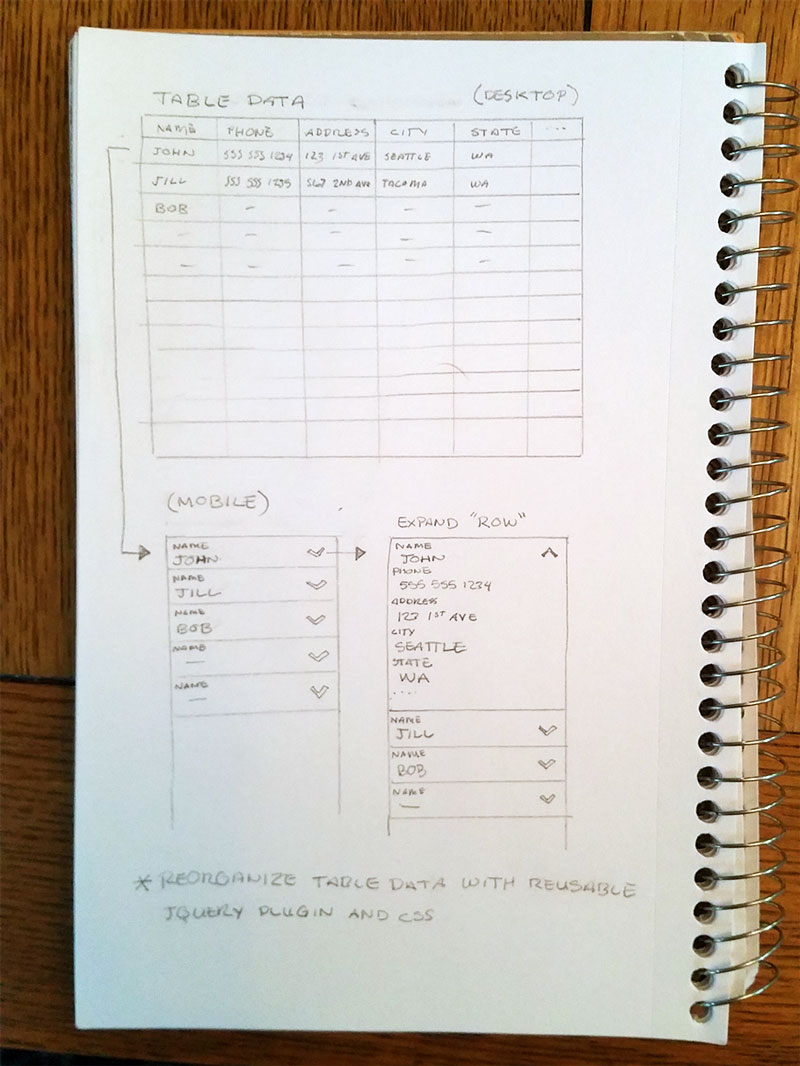 TABLE DATA (DESKTOP)
NAME PHONE ADDRESS CITY STATE ...
JOHN 555 555 1234 123 1ST AVE SEATTLE WA
JILL 555 555 1235 567 2ND AVE TACOMA WA
BOB — — — — 
— — — — —
— — — — —
(MOBILE)
NAME
JOHN
NAME
JILL
NAME
BOB
NAME
—
NAME
—
EXPAND "ROW"
NAME
JOHN
PHONE
555 555 1234
ADDRESS
123 1ST AVE
CITY
SEATTLE
STATE
WA
....
NAME
JILL
NAME
BOB
NAME
—
* REORGANIZE TABLE DATA WITH REUSABLE
JQUERY PLUGIN AND CSS